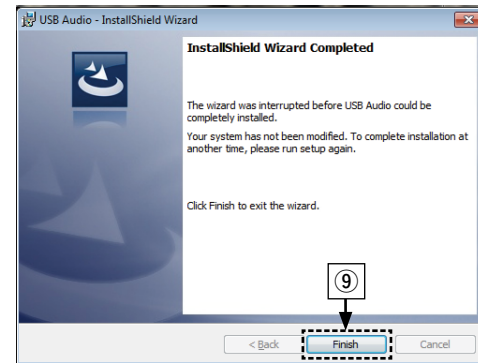 USB Audio - InstallShield Wizard
InstallShield Wizard Completed
The wizard was interrupted before USB Audio could be
completely installed.
Your system has not been modified. To complete installation at
another time, please run setup again.
Click Finish to exit the wizard.
⑨
< Back
Finish
Cancel